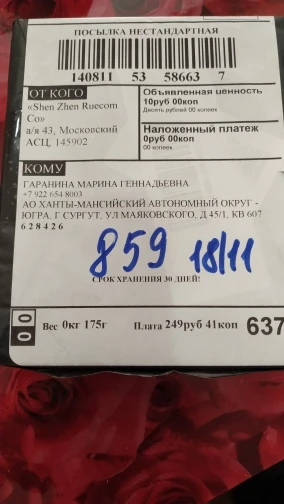 ПОСЫЛКА НЕСТАНДАРТНАЯ
140811 53 58663 7
ОТ КОГО
«Shen Zhen Ruecom
Co»
а/я 43, Московский
АСЦ, 145902
Объявленная ценность
10руб 00коп
Десять рублей 00 копеек
Наложенный платеж
0руб 00коп
00 копеек
КОМУ
ГАРАНИНА МАРИНА ГЕННАДЬЕВНА
+7 922 654 8003
АО ХАНТЫ-МАНСИЙСКИЙ АВТОНОМНЫЙ ОКРУГ -
ЮГРА, Г СУРГУТ, УЛ МАЯКОВСКОГО, Д 45/1, КВ 607
628426
859 18/11
СРОК ХРАНЕНИЯ 30 ДНЕЙ!
00
Вес 0кг 175г
Плата 249руб 41коп
637